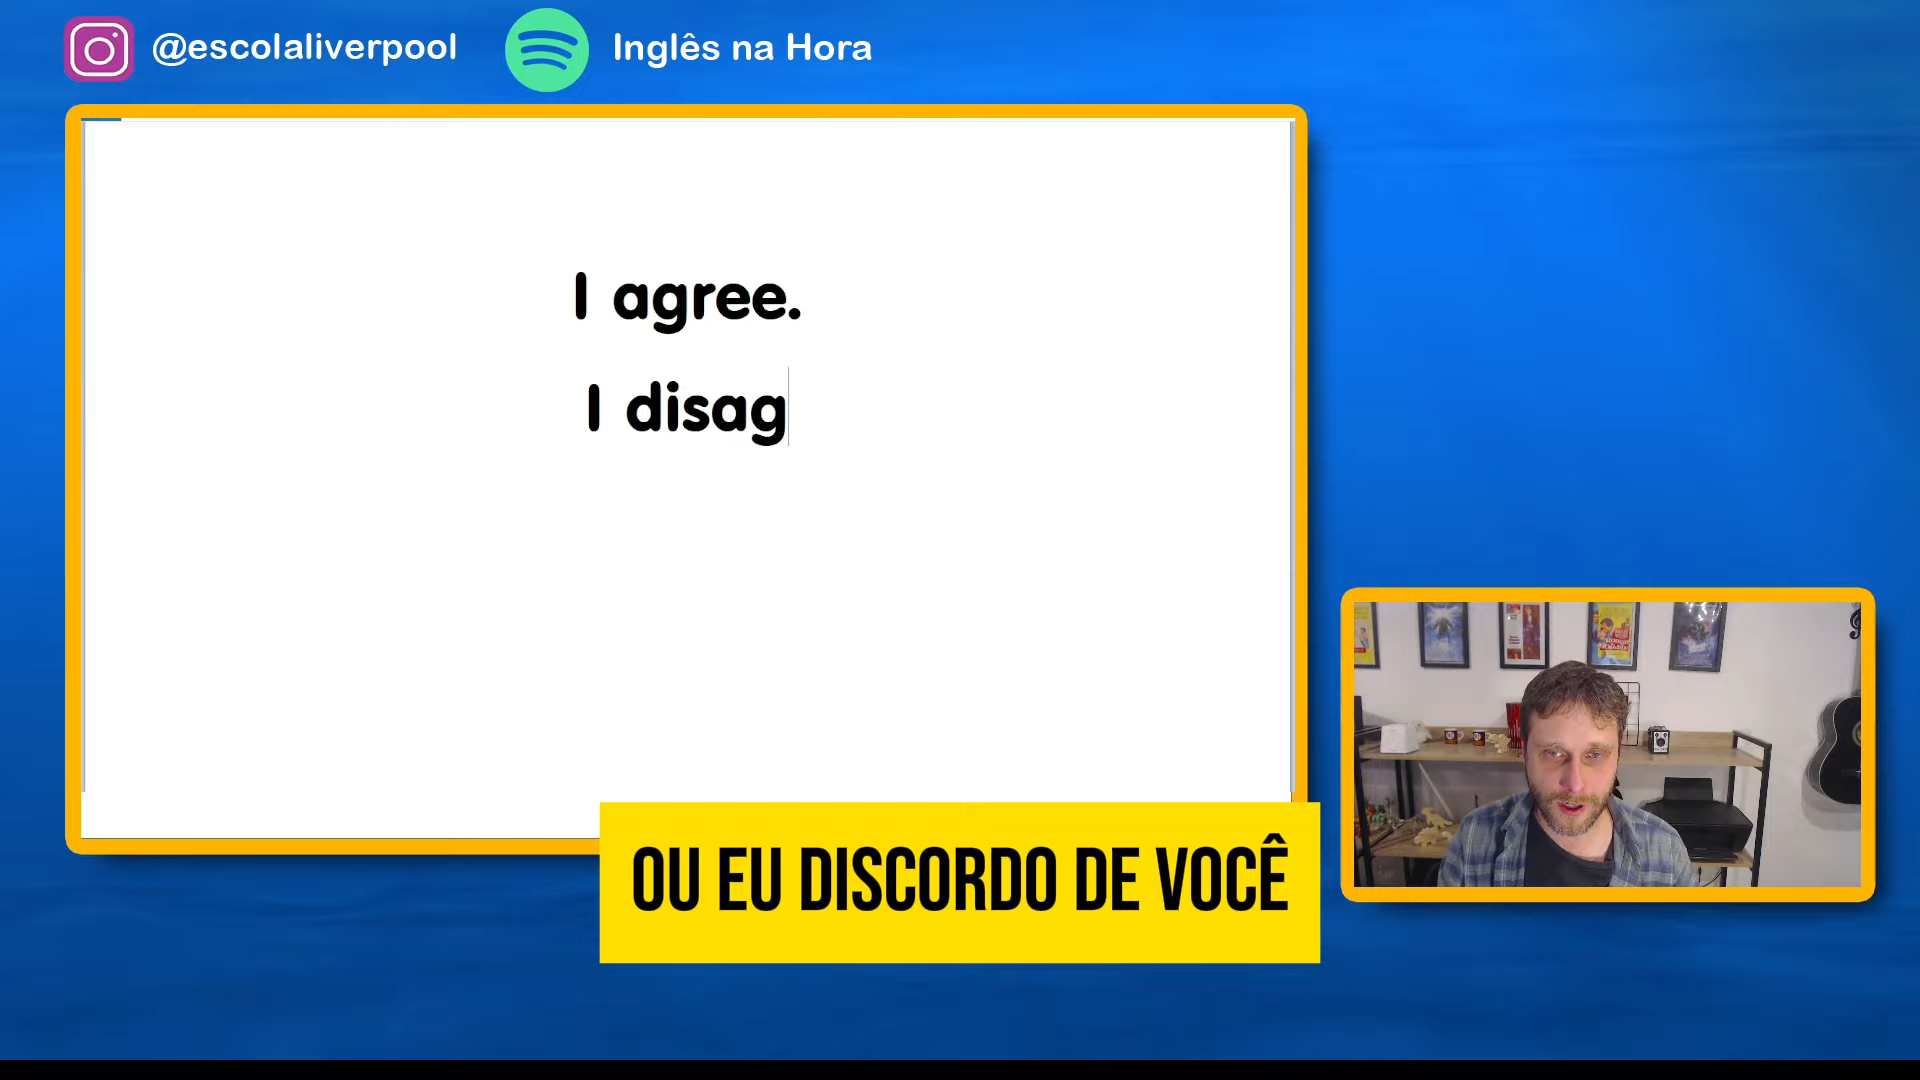 @escolaliverpool
Inglês na Hora
I agree.
I disag
OU EU DISCORDO DE VOCÊ